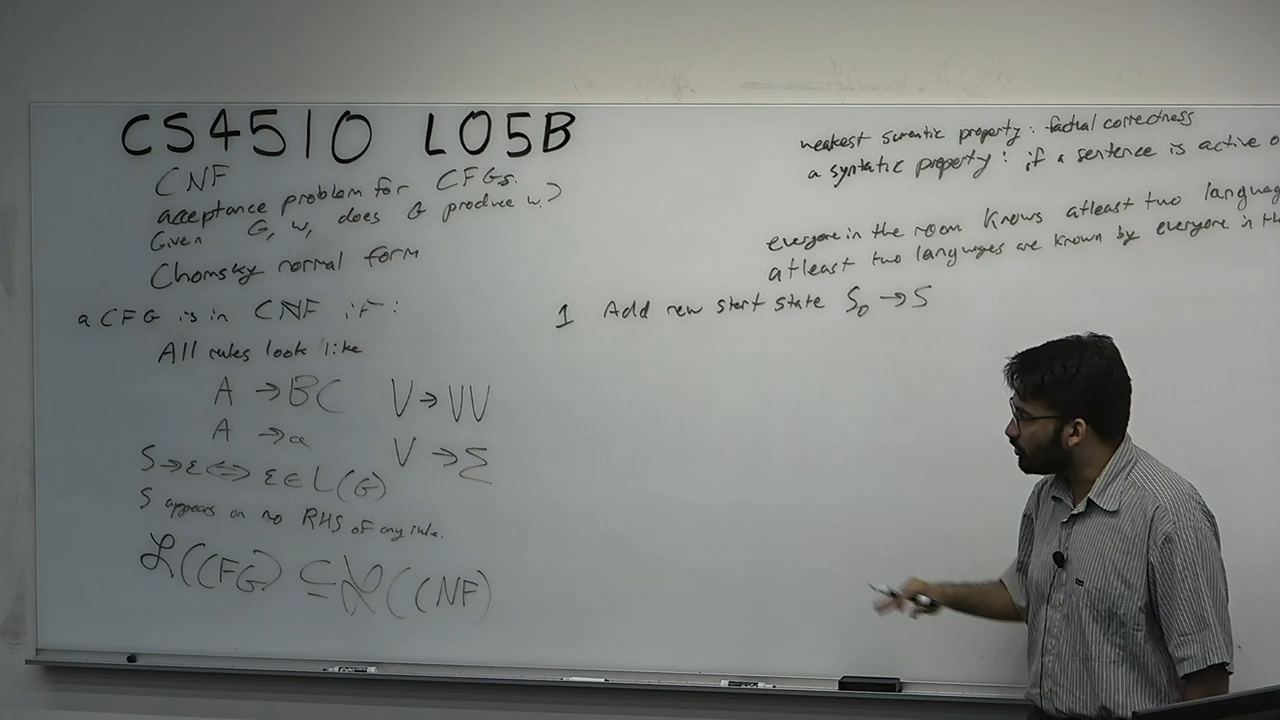 CS4510 L05B
CNF
acceptance problem for CFGs.
Given G, w, does G produce w?
Chomsky normal form
a CFG is in CNF if:
All rules look like
A → BC V → VV
A → a V → Σ
S → ε ⟺ ε ∈ L(G)
S appears on no RHS of any rule.
ℒ(CFG) ⊆ ℒ(CNF)
weakest semantic property: factual correctness
a syntatic property: if a sentence is active o
everyone in the room knows atleast two language
atleast two languages are known by everyone in th
1 Add new start state S₀ → S